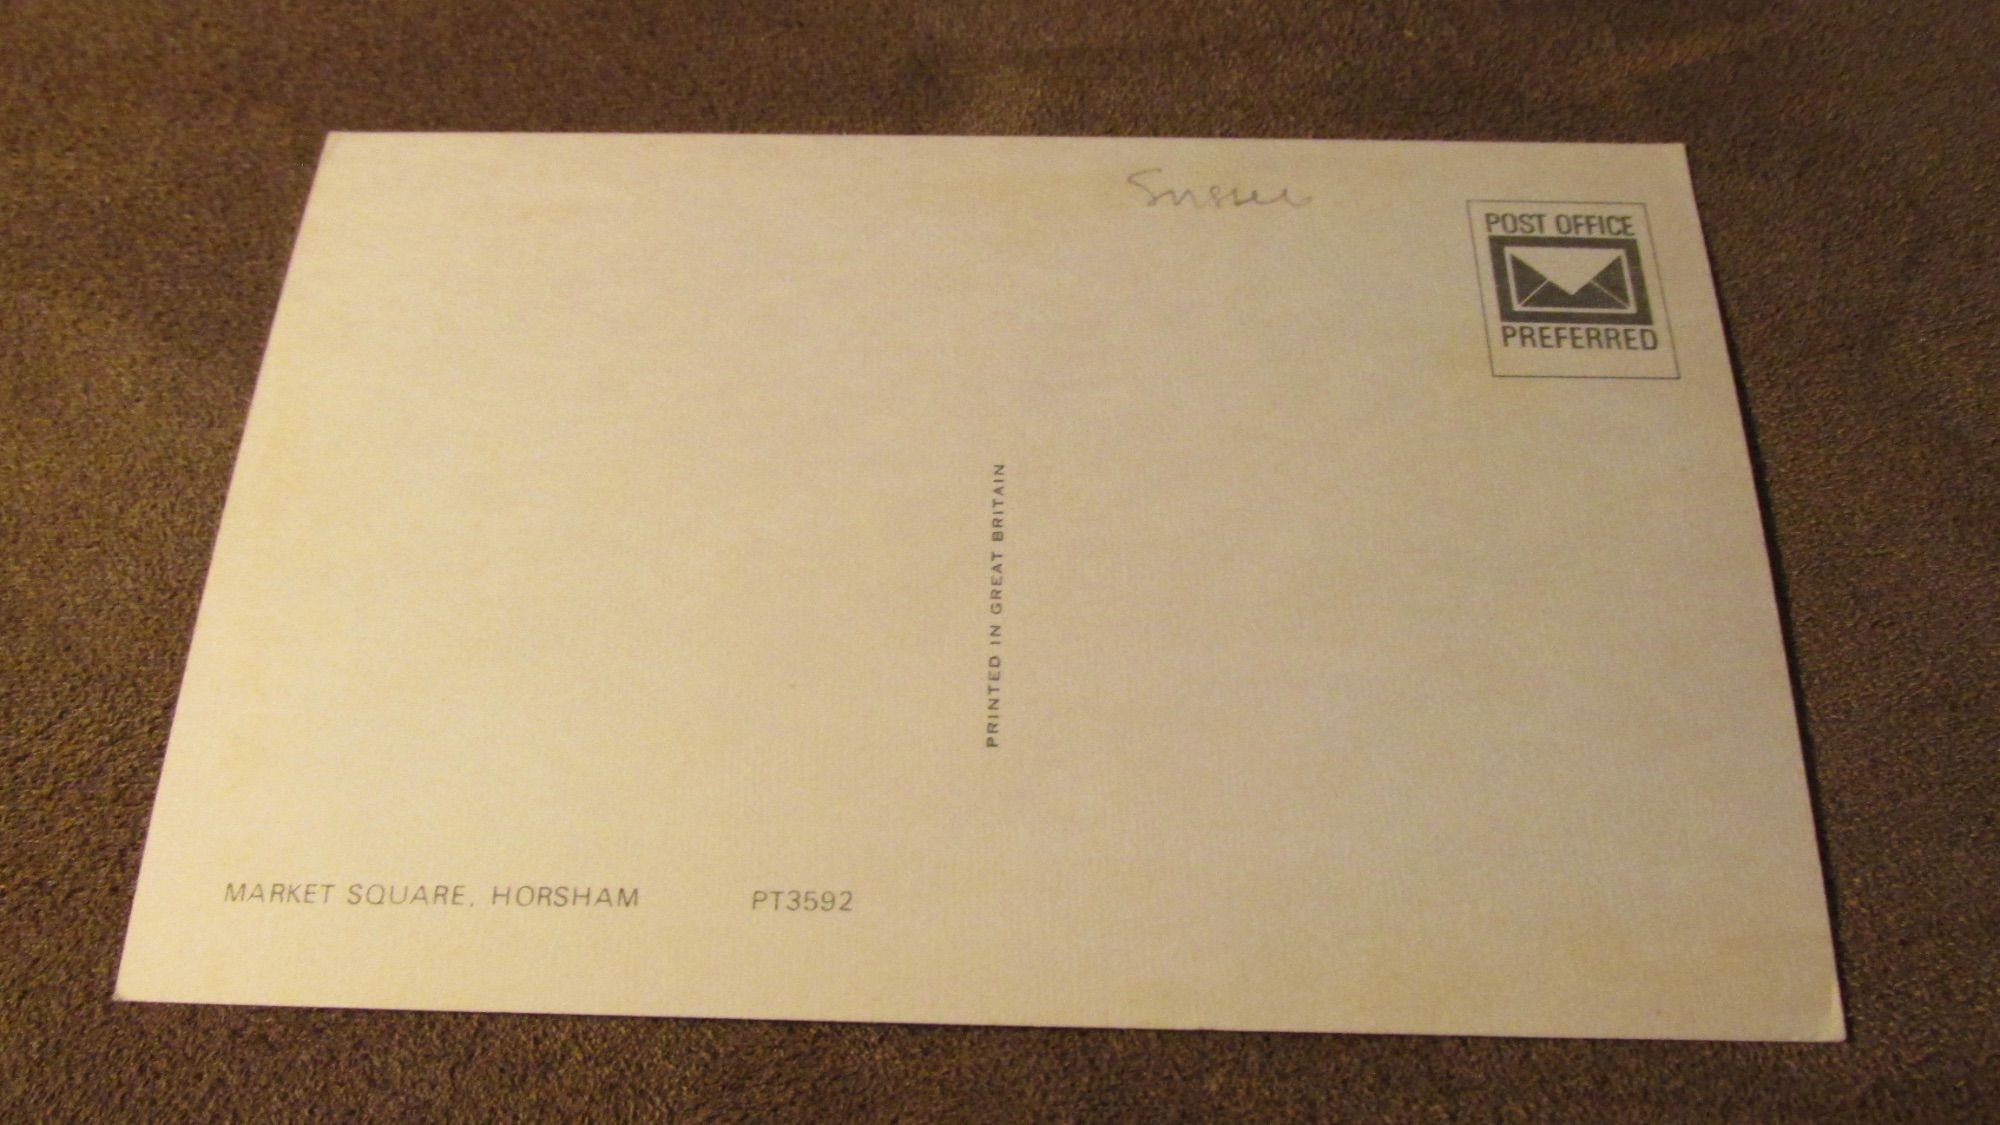 Sussex
POST OFFICE
PREFERRED
PRINTED IN GREAT BRITAIN
MARKET SQUARE, HORSHAM PT3592